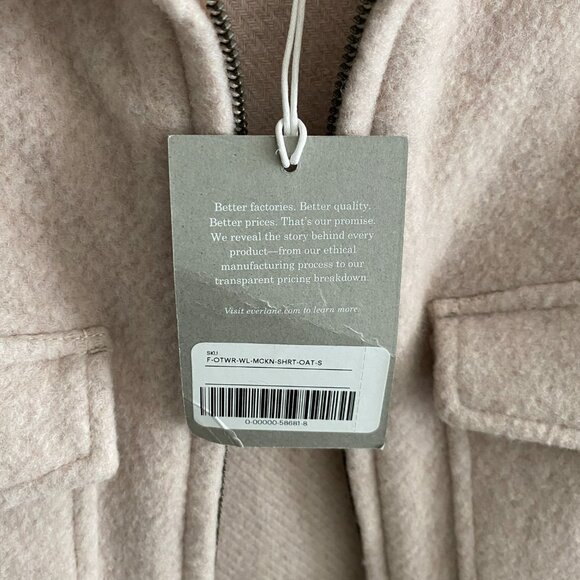 Better factories. Better quality.
Better prices. That's our promise.
We reveal the story behind every
product—from our ethical
manufacturing process to our
transparent pricing breakdown.
Visit everlane.com to learn more.
SKU
F-OTWR-WL-MCKN-SHRT-OAT-S
0-00000-58681-8